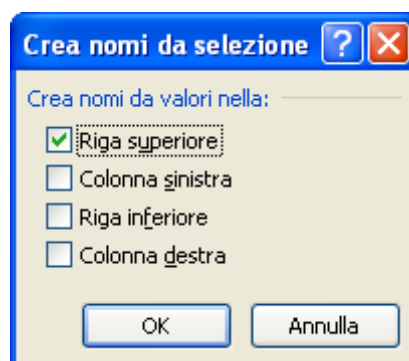 Crea nomi da selezione
Crea nomi da valori nella:
Riga superiore
Colonna sinistra
Riga inferiore
Colonna destra
OK Annulla